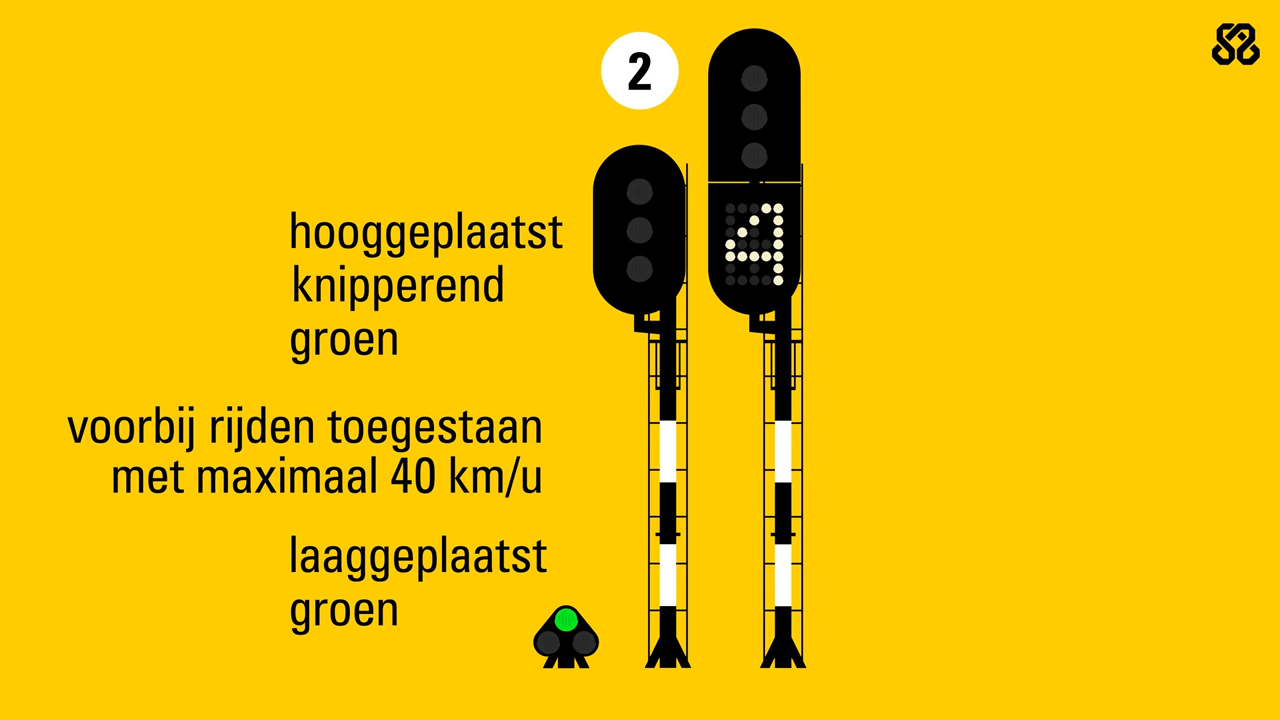 2
4
hooggeplaatst
knipperend
groen
voorbij rijden toegestaan
met maximaal 40 km/u
laaggeplaatst
groen